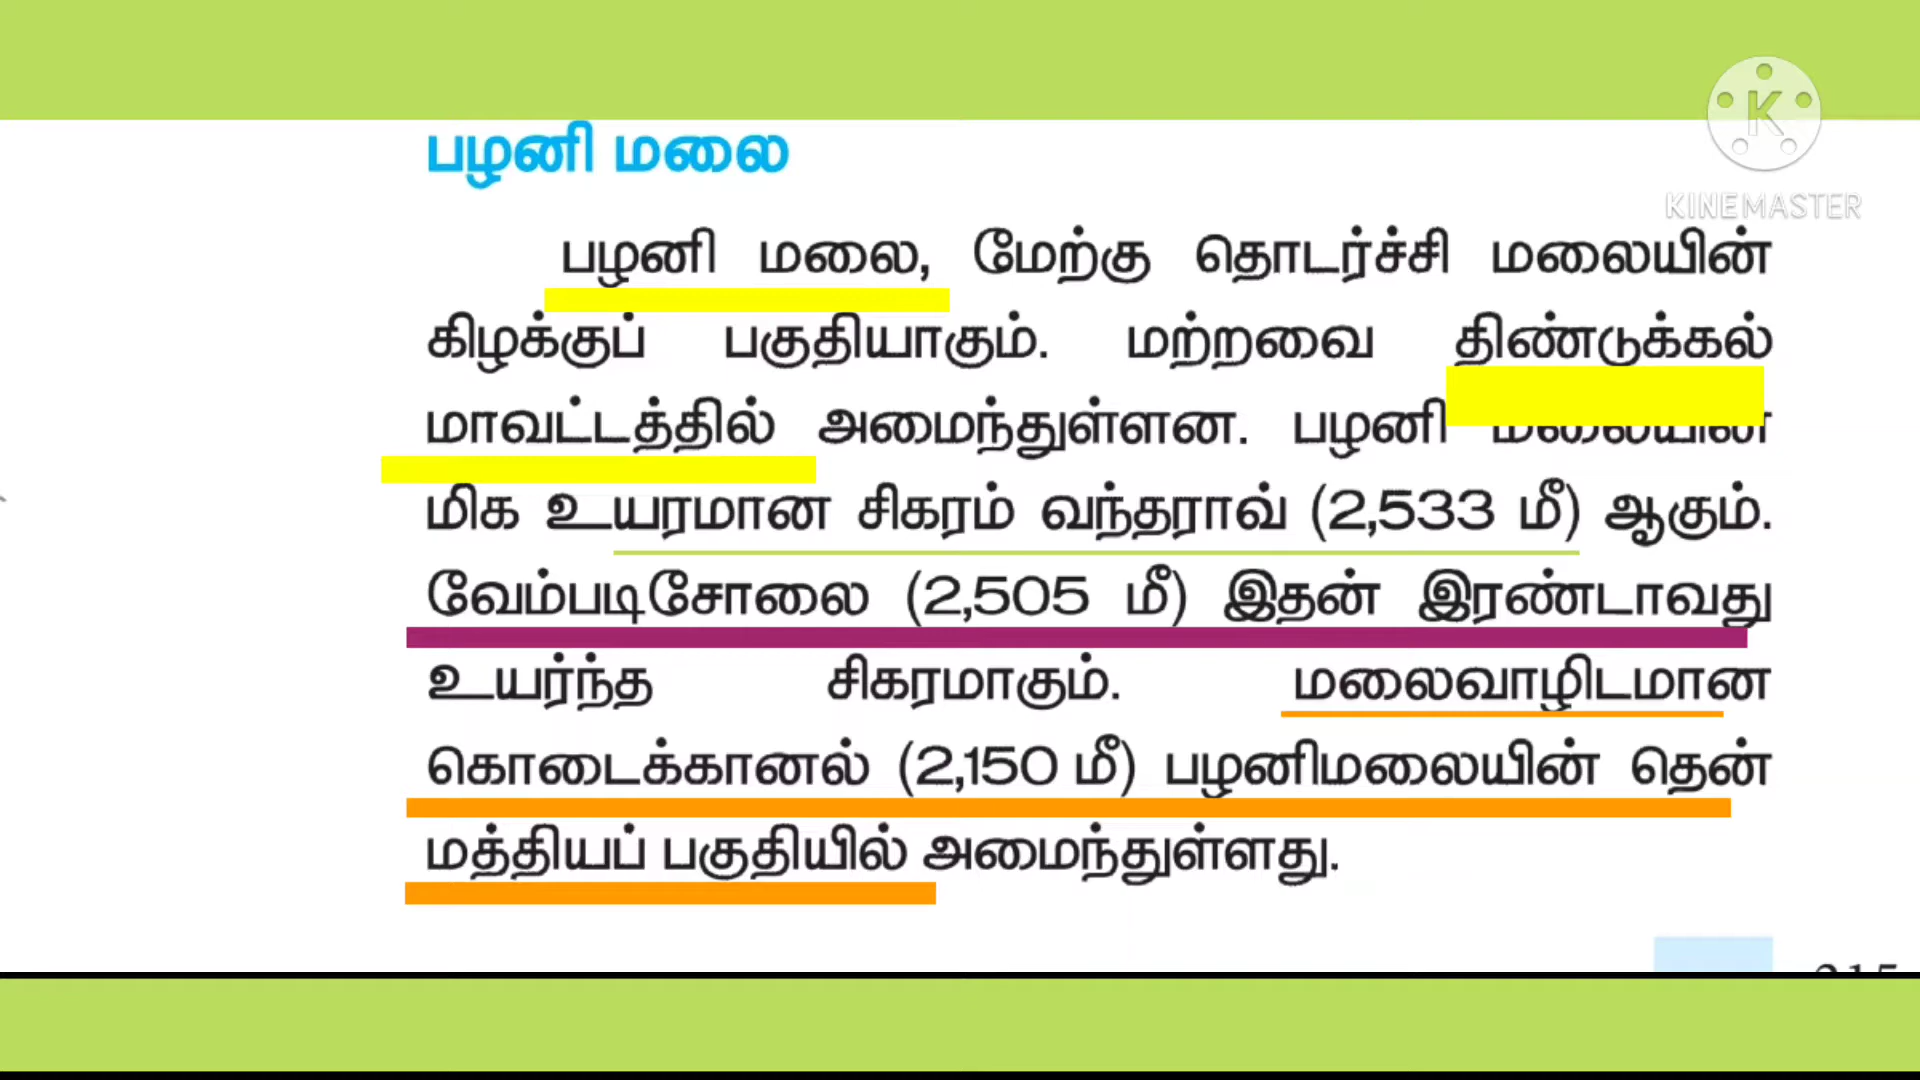 பழனி மலை
KINEMASTER
பழனி மலை, மேற்கு தொடர்ச்சி மலையின்
கிழக்குப் பகுதியாகும். மற்றவை திண்டுக்கல்
மாவட்டத்தில் அமைந்துள்ளன. பழனி மலையின்
மிக உயரமான சிகரம் வந்தராவ் (2,533 மீ) ஆகும்.
வேம்படிசோலை (2,505 மீ) இதன் இரண்டாவது
உயர்ந்த சிகரமாகும். மலைவாழிடமான
கொடைக்கானல் (2,150 மீ) பழனிமலையின் தென்
மத்தியப் பகுதியில் அமைந்துள்ளது.